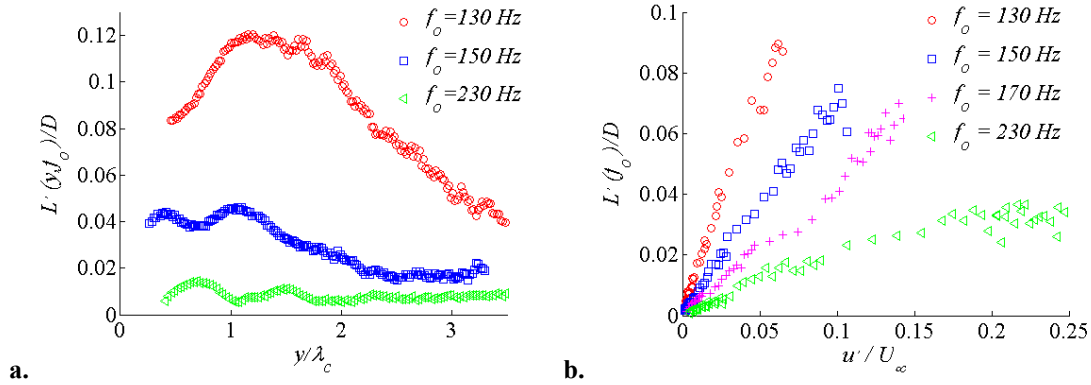 0.12
0.1
0.08
0.06
0.04
0.02
0
L' (y,f_O)/D
0 1 2 3
y/λ_C
f_O=130 Hz
f_O=150 Hz
f_O=230 Hz
a.
0.1
0.08
0.06
0.04
0.02
0
L' (f_O)/D
0 0.05 0.1 0.15 0.2 0.25
u' / U_∞
f_O = 130 Hz
f_O = 150 Hz
f_O = 170 Hz
f_O = 230 Hz
b.